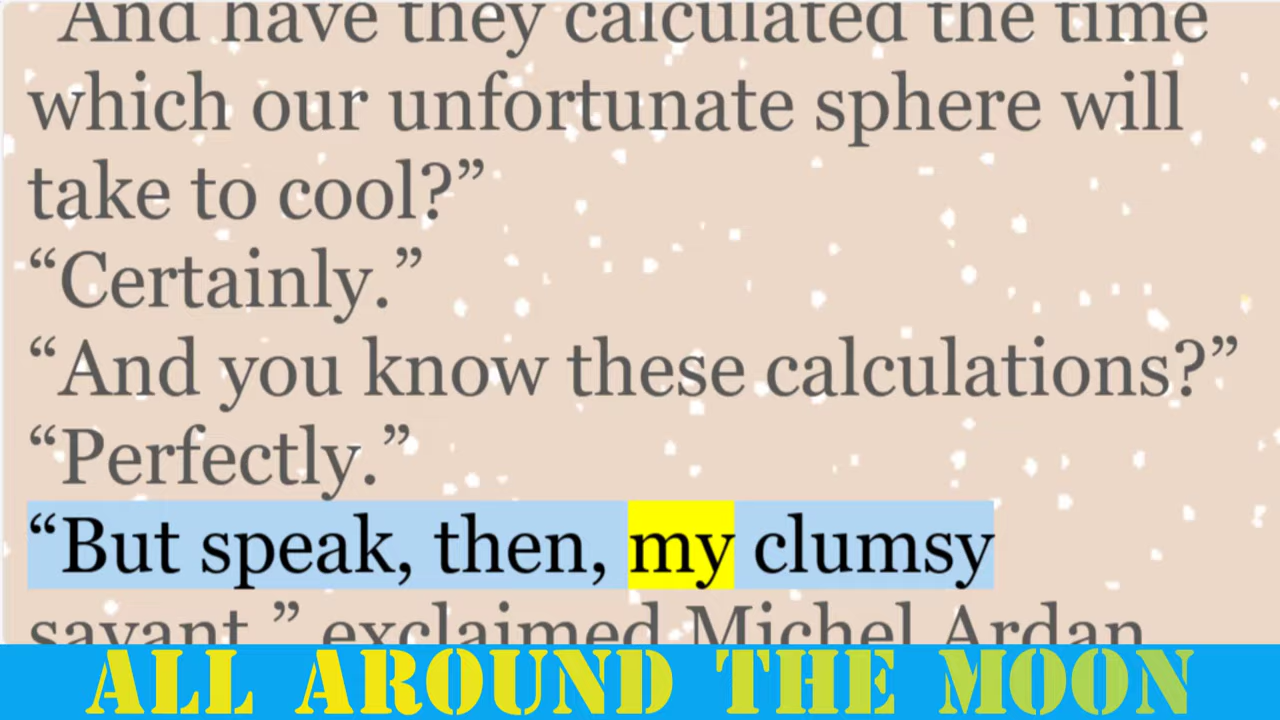 And have they calculated the time
which our unfortunate sphere will
take to cool?”
“Certainly.”
“And you know these calculations?”
“Perfectly.”
“But speak, then, my clumsy
savant,” exclaimed Michel Ardan,
ALL AROUND THE MOON